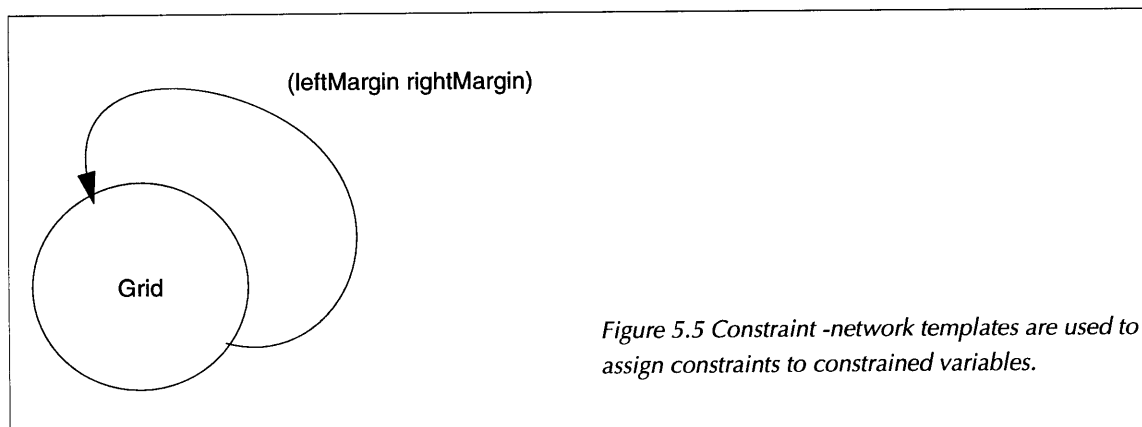 (leftMargin rightMargin)
Grid
Figure 5.5 Constraint -network templates are used to
assign constraints to constrained variables.